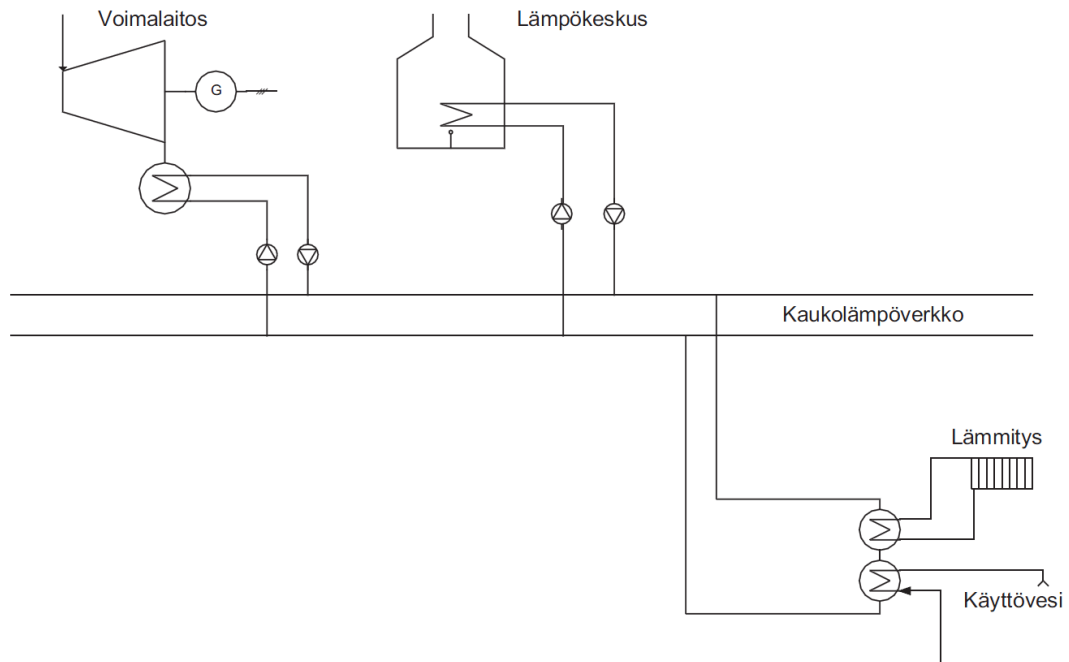 Voimalaitos
Lämpökeskus
G
Kaukolämpöverkko
Lämmitys
Käyttövesi